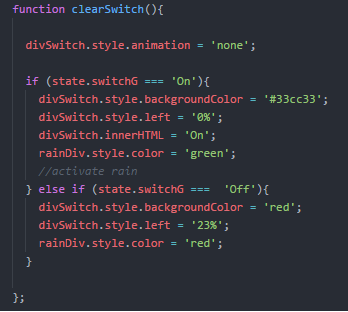 function clearSwitch(){
divSwitch.style.animation = 'none';
if (state.switchG === 'On'){
divSwitch.style.backgroundColor = '#33cc33';
divSwitch.style.left = '0%';
divSwitch.innerHTML = 'On';
rainDiv.style.color = 'green';
//activate rain
} else if (state.switchG ===  'Off'){
divSwitch.style.backgroundColor = 'red';
divSwitch.style.left = '23%';
rainDiv.style.color = 'red';
}
};